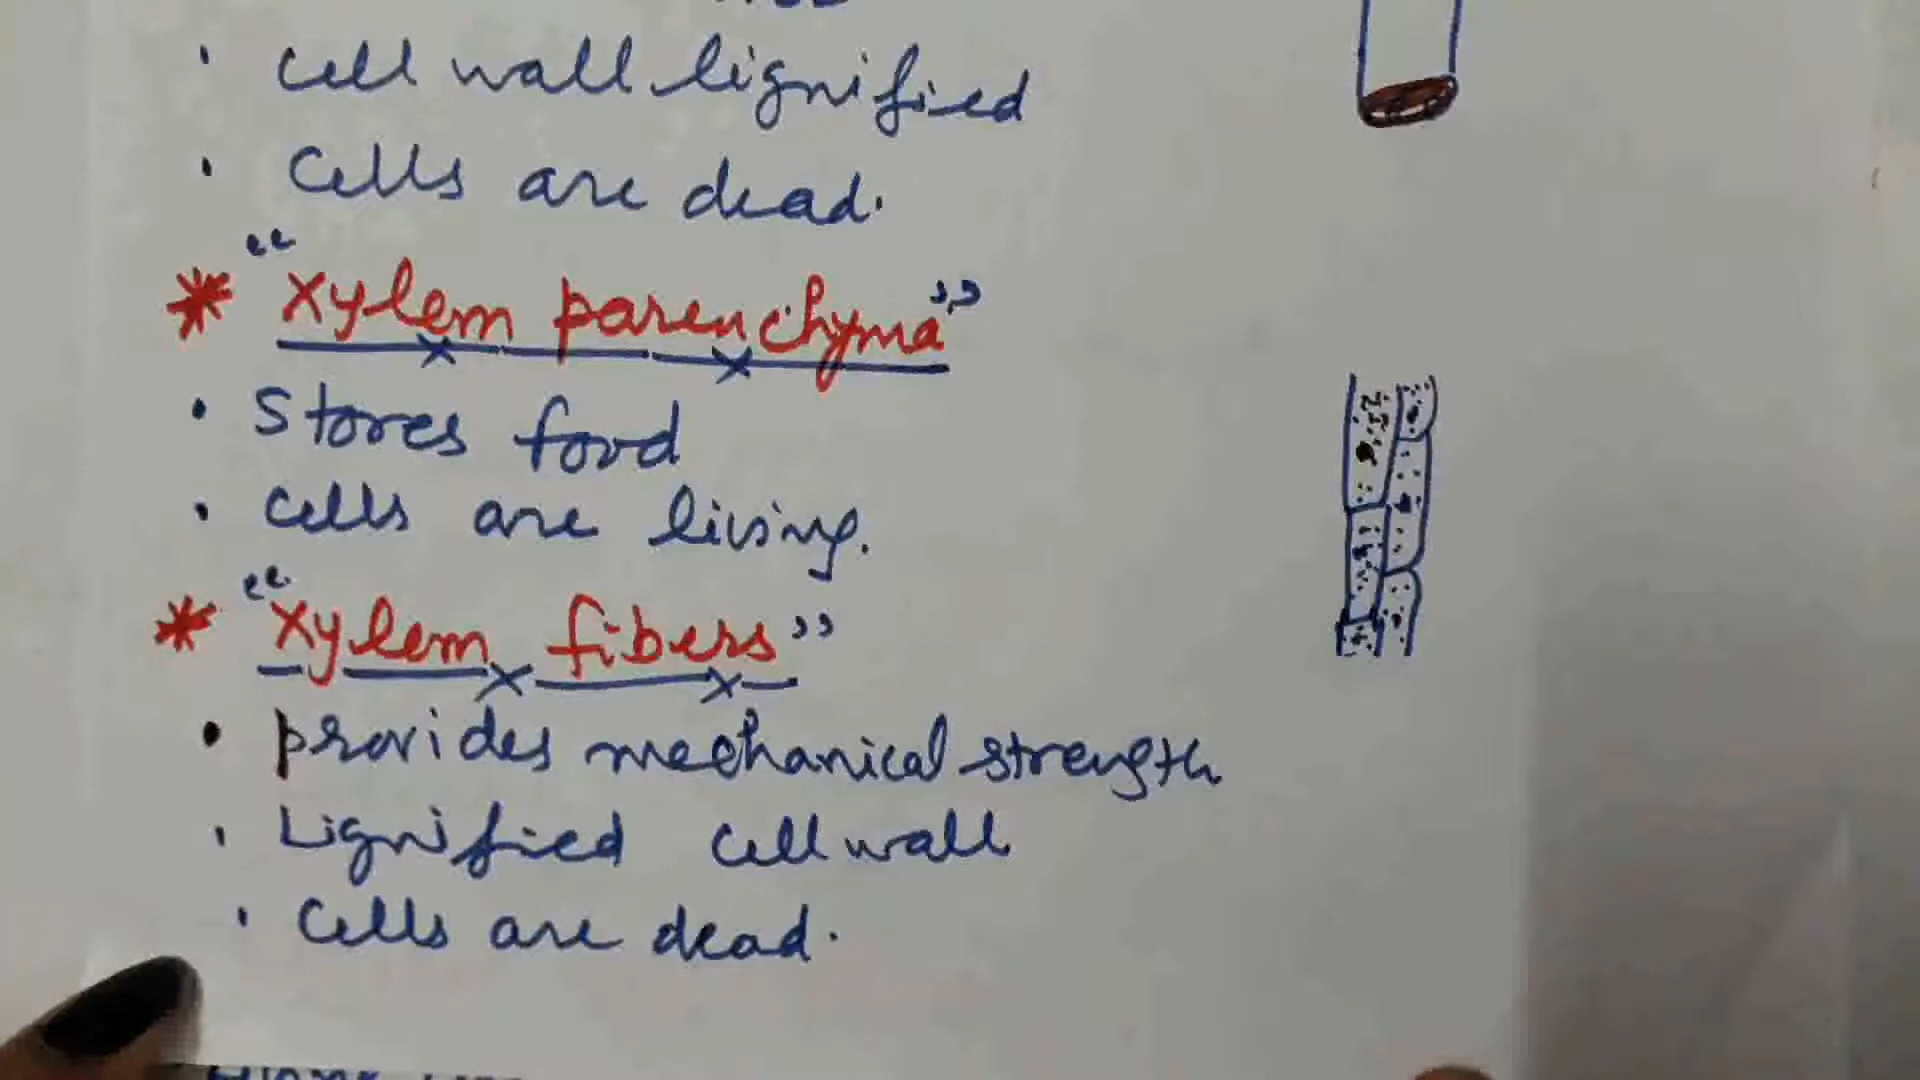 · Cell wall lignified
· Cells are dead.
* "Xylem parenchyma"
· Stores food
· Cells are living.
* "Xylem fibers"
· provides mechanical strength
· Lignified cell wall
· Cells are dead.